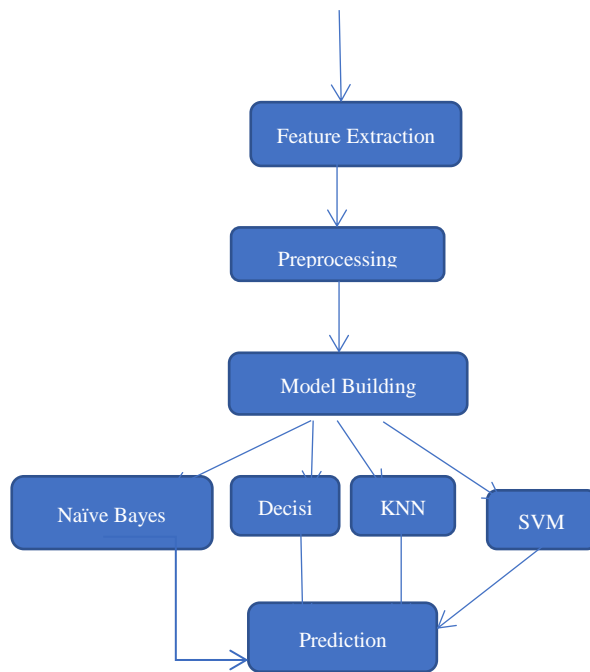 Feature Extraction
Preprocessing
Model Building
Naïve Bayes
Decisi
KNN
SVM
Prediction